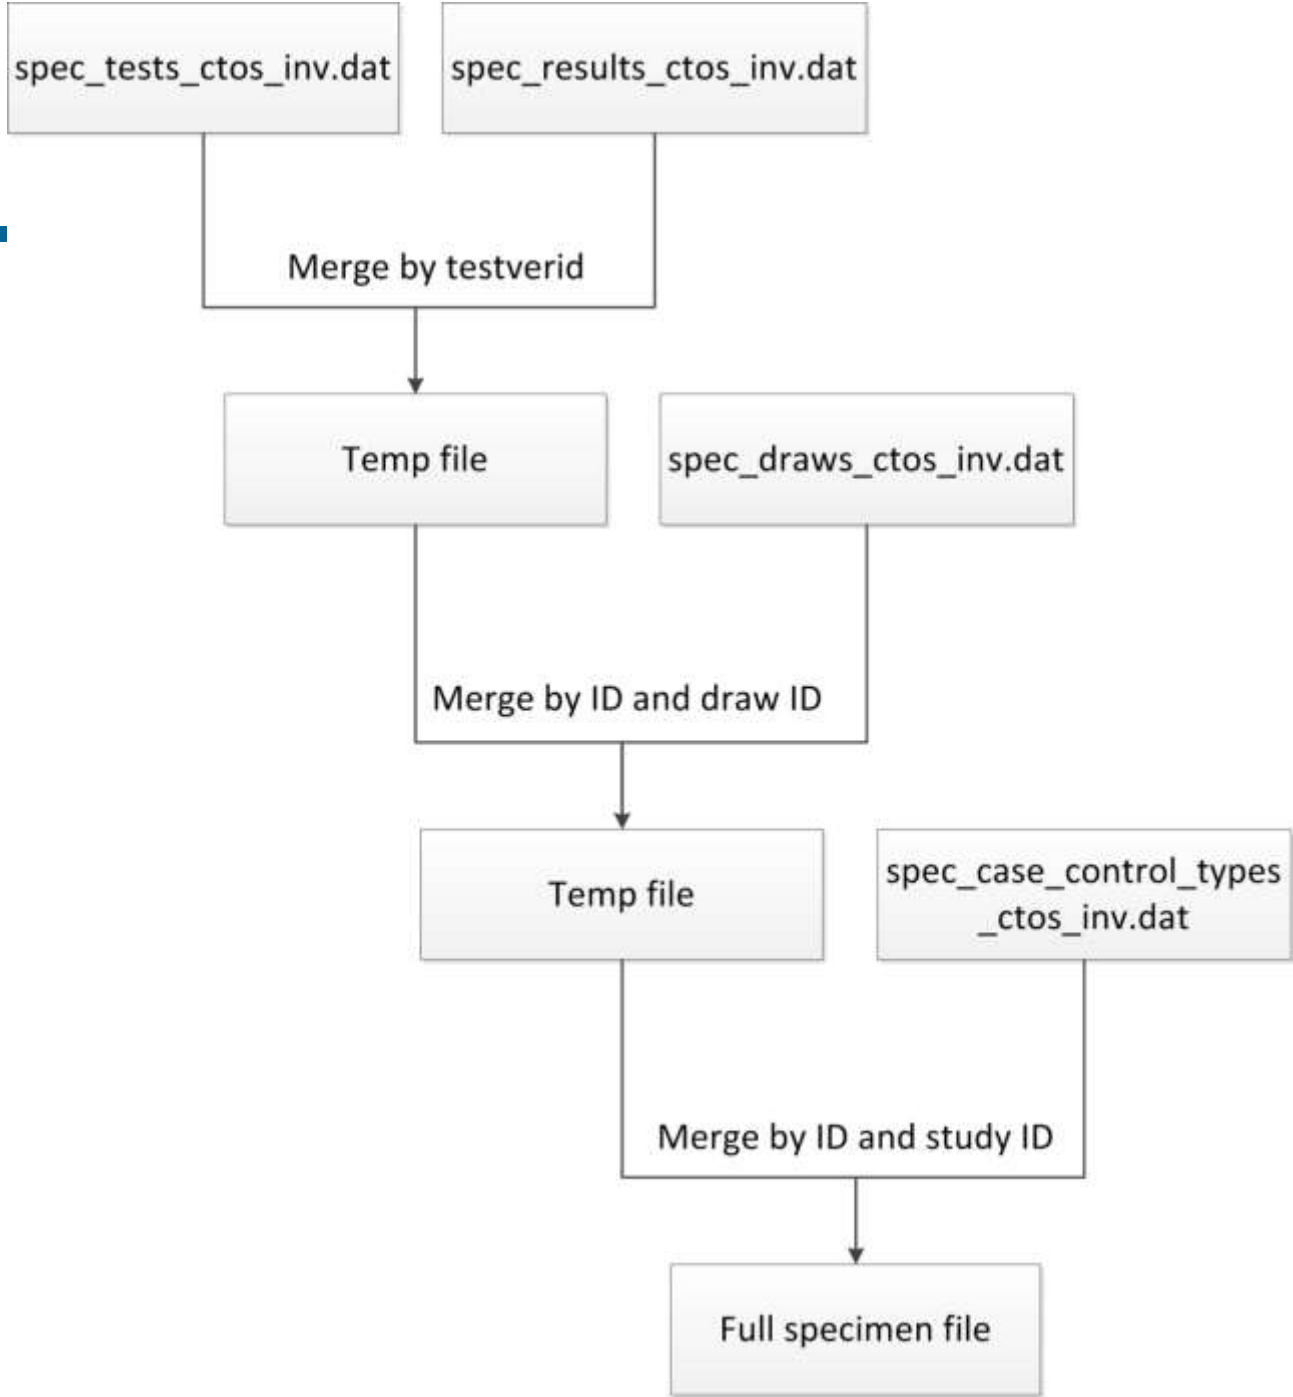 spec_tests_ctos_inv.dat
spec_results_ctos_inv.dat
Merge by testverid
Temp file
spec_draws_ctos_inv.dat
Merge by ID and draw ID
Temp file
spec_case_control_types
_ctos_inv.dat
Merge by ID and study ID
Full specimen file